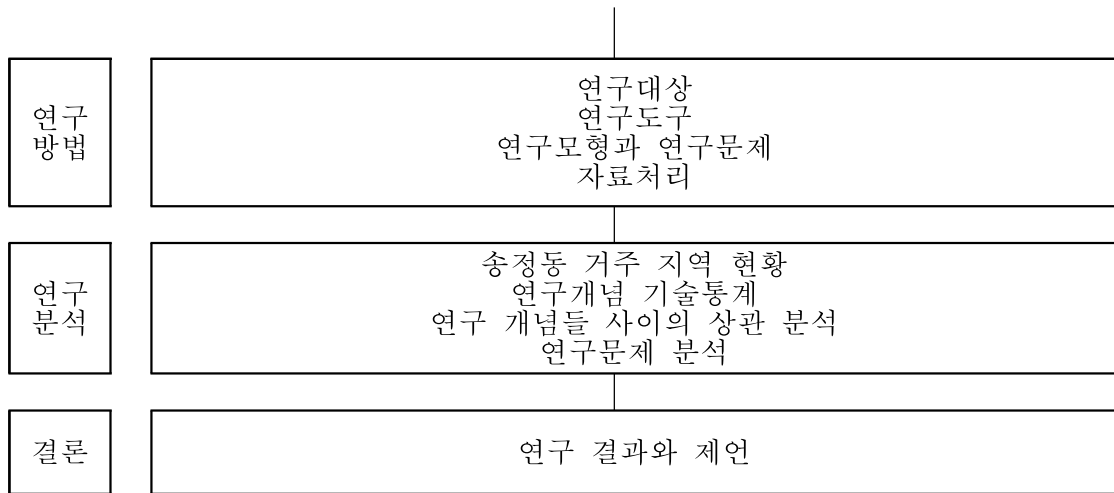 연구
방법
연구대상
연구도구
연구모형과 연구문제
자료처리
연구
분석
송정동 거주 지역 현황
연구개념 기술통계
연구 개념들 사이의 상관 분석
연구문제 분석
결론
연구 결과와 제언